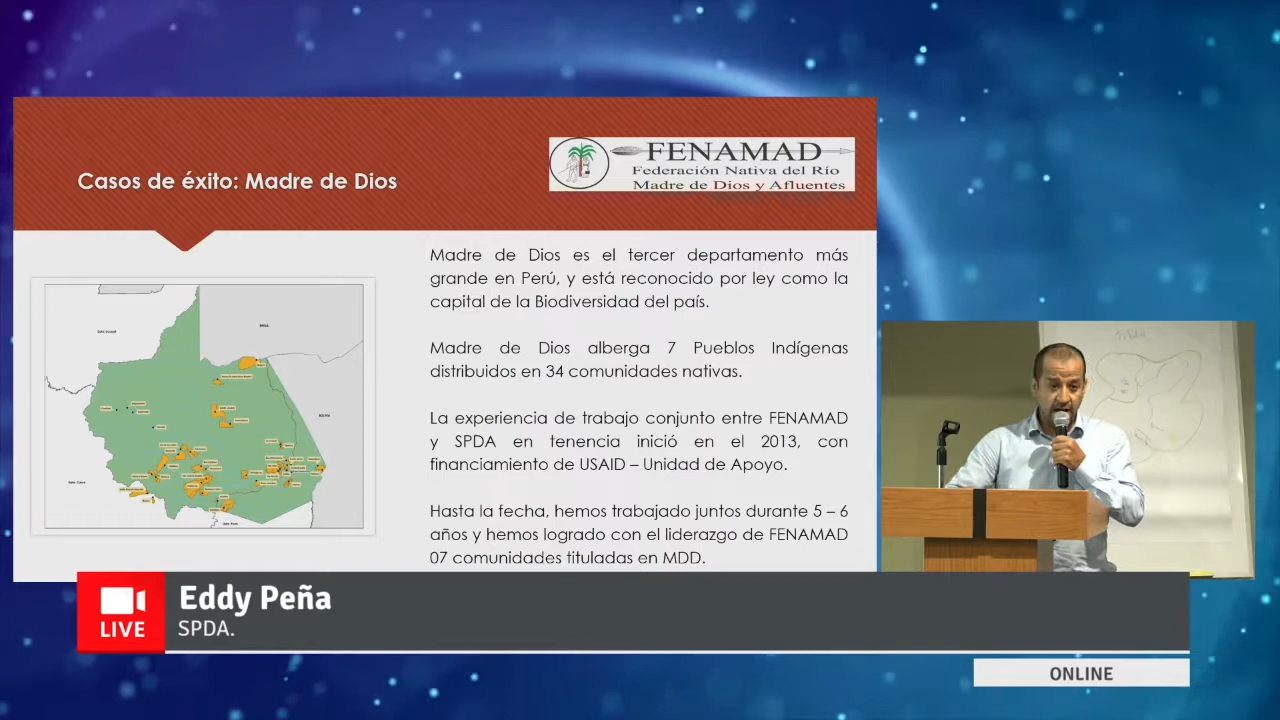 Casos de éxito: Madre de Dios
FENAMAD
Federación Nativa del Río
Madre de Dios y Afluentes
Madre de Dios es el tercer departamento más
grande en Perú, y está reconocido por ley como la
capital de la Biodiversidad del país.
Madre de Dios alberga 7 Pueblos Indígenas
distribuidos en 34 comunidades nativas.
La experiencia de trabajo conjunto entre FENAMAD
y SPDA en tenencia inició en el 2013, con
financiamiento de USAID – Unidad de Apoyo.
Hasta la fecha, hemos trabajado juntos durante 5 – 6
años y hemos logrado con el liderazgo de FENAMAD
07 comunidades tituladas en MDD.
LIVE
Eddy Peña
SPDA.
ONLINE